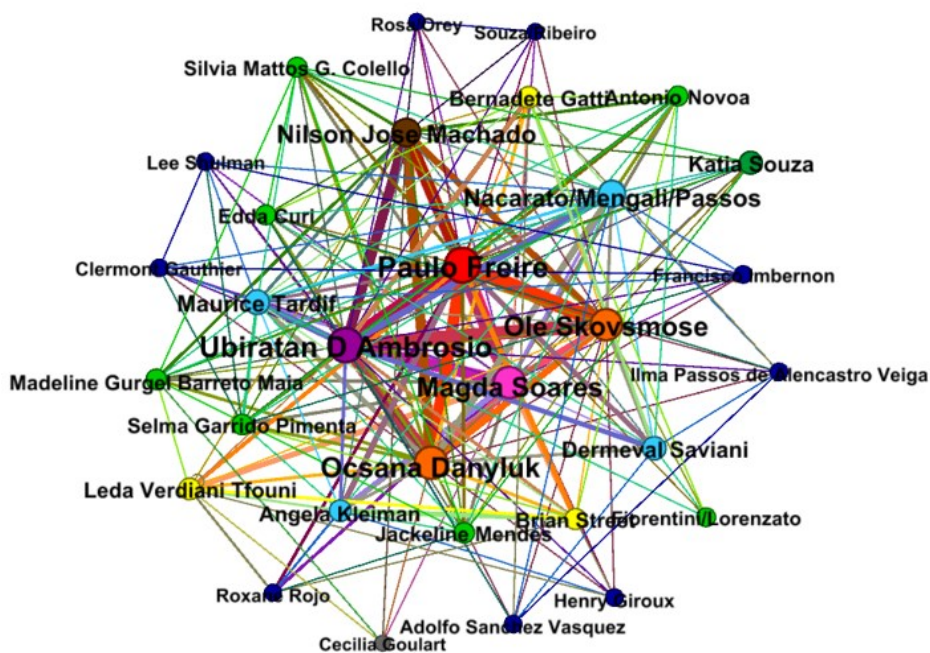 Rosa Orey
Souza Ribeiro
Silvia Mattos G. Colello
Bernadete Gatti
Antonio Novoa
Nilson Jose Machado
Lee Shulman
Katia Souza
Nacarato/Mengali/Passos
Edda Curi
Clermont Gauthier
Paulo Freire
Francisco Imbernon
Maurice Tardif
Ole Skovsmose
Ubiratan D Ambrosio
Madeline Gurgel Barreto Maia
Magda Soares
Ilma Passos de Alencastro Veiga
Selma Garrido Pimenta
Dermeval Saviani
Ocsana Danyluk
Leda Verdiani Tfouni
Angela Kleiman
Brian Street
Fiorentini/Lorenzato
Jackeline Mendes
Roxane Rojo
Henry Giroux
Adolfo Sanchez Vasquez
Cecilia Goulart